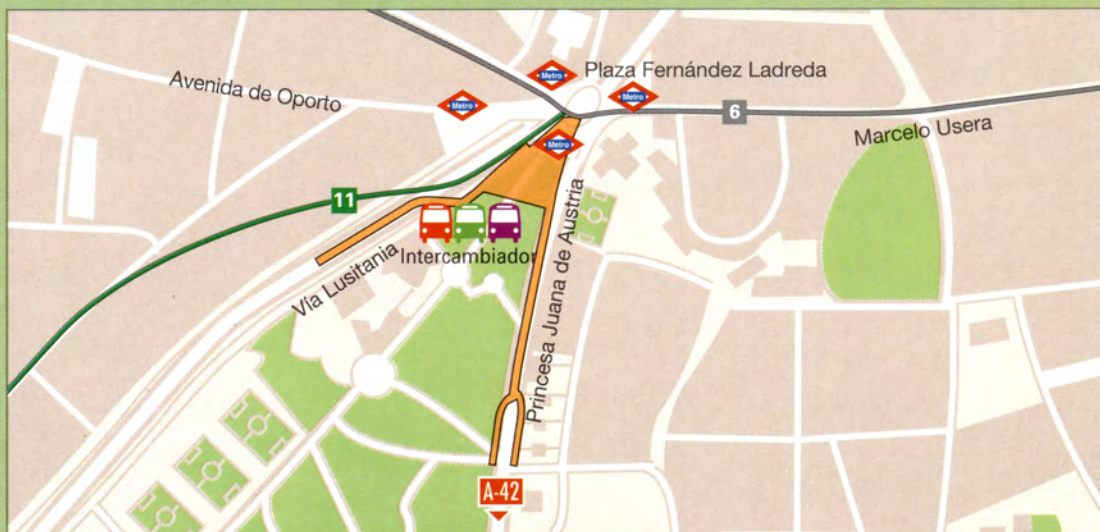 Metro
Plaza Fernández Ladreda
Avenida de Oporto
Metro
Metro
6
Marcelo Usera
Metro
11
Intercambiador
Vía Lusitania
Princesa Juana de Austria
A-42